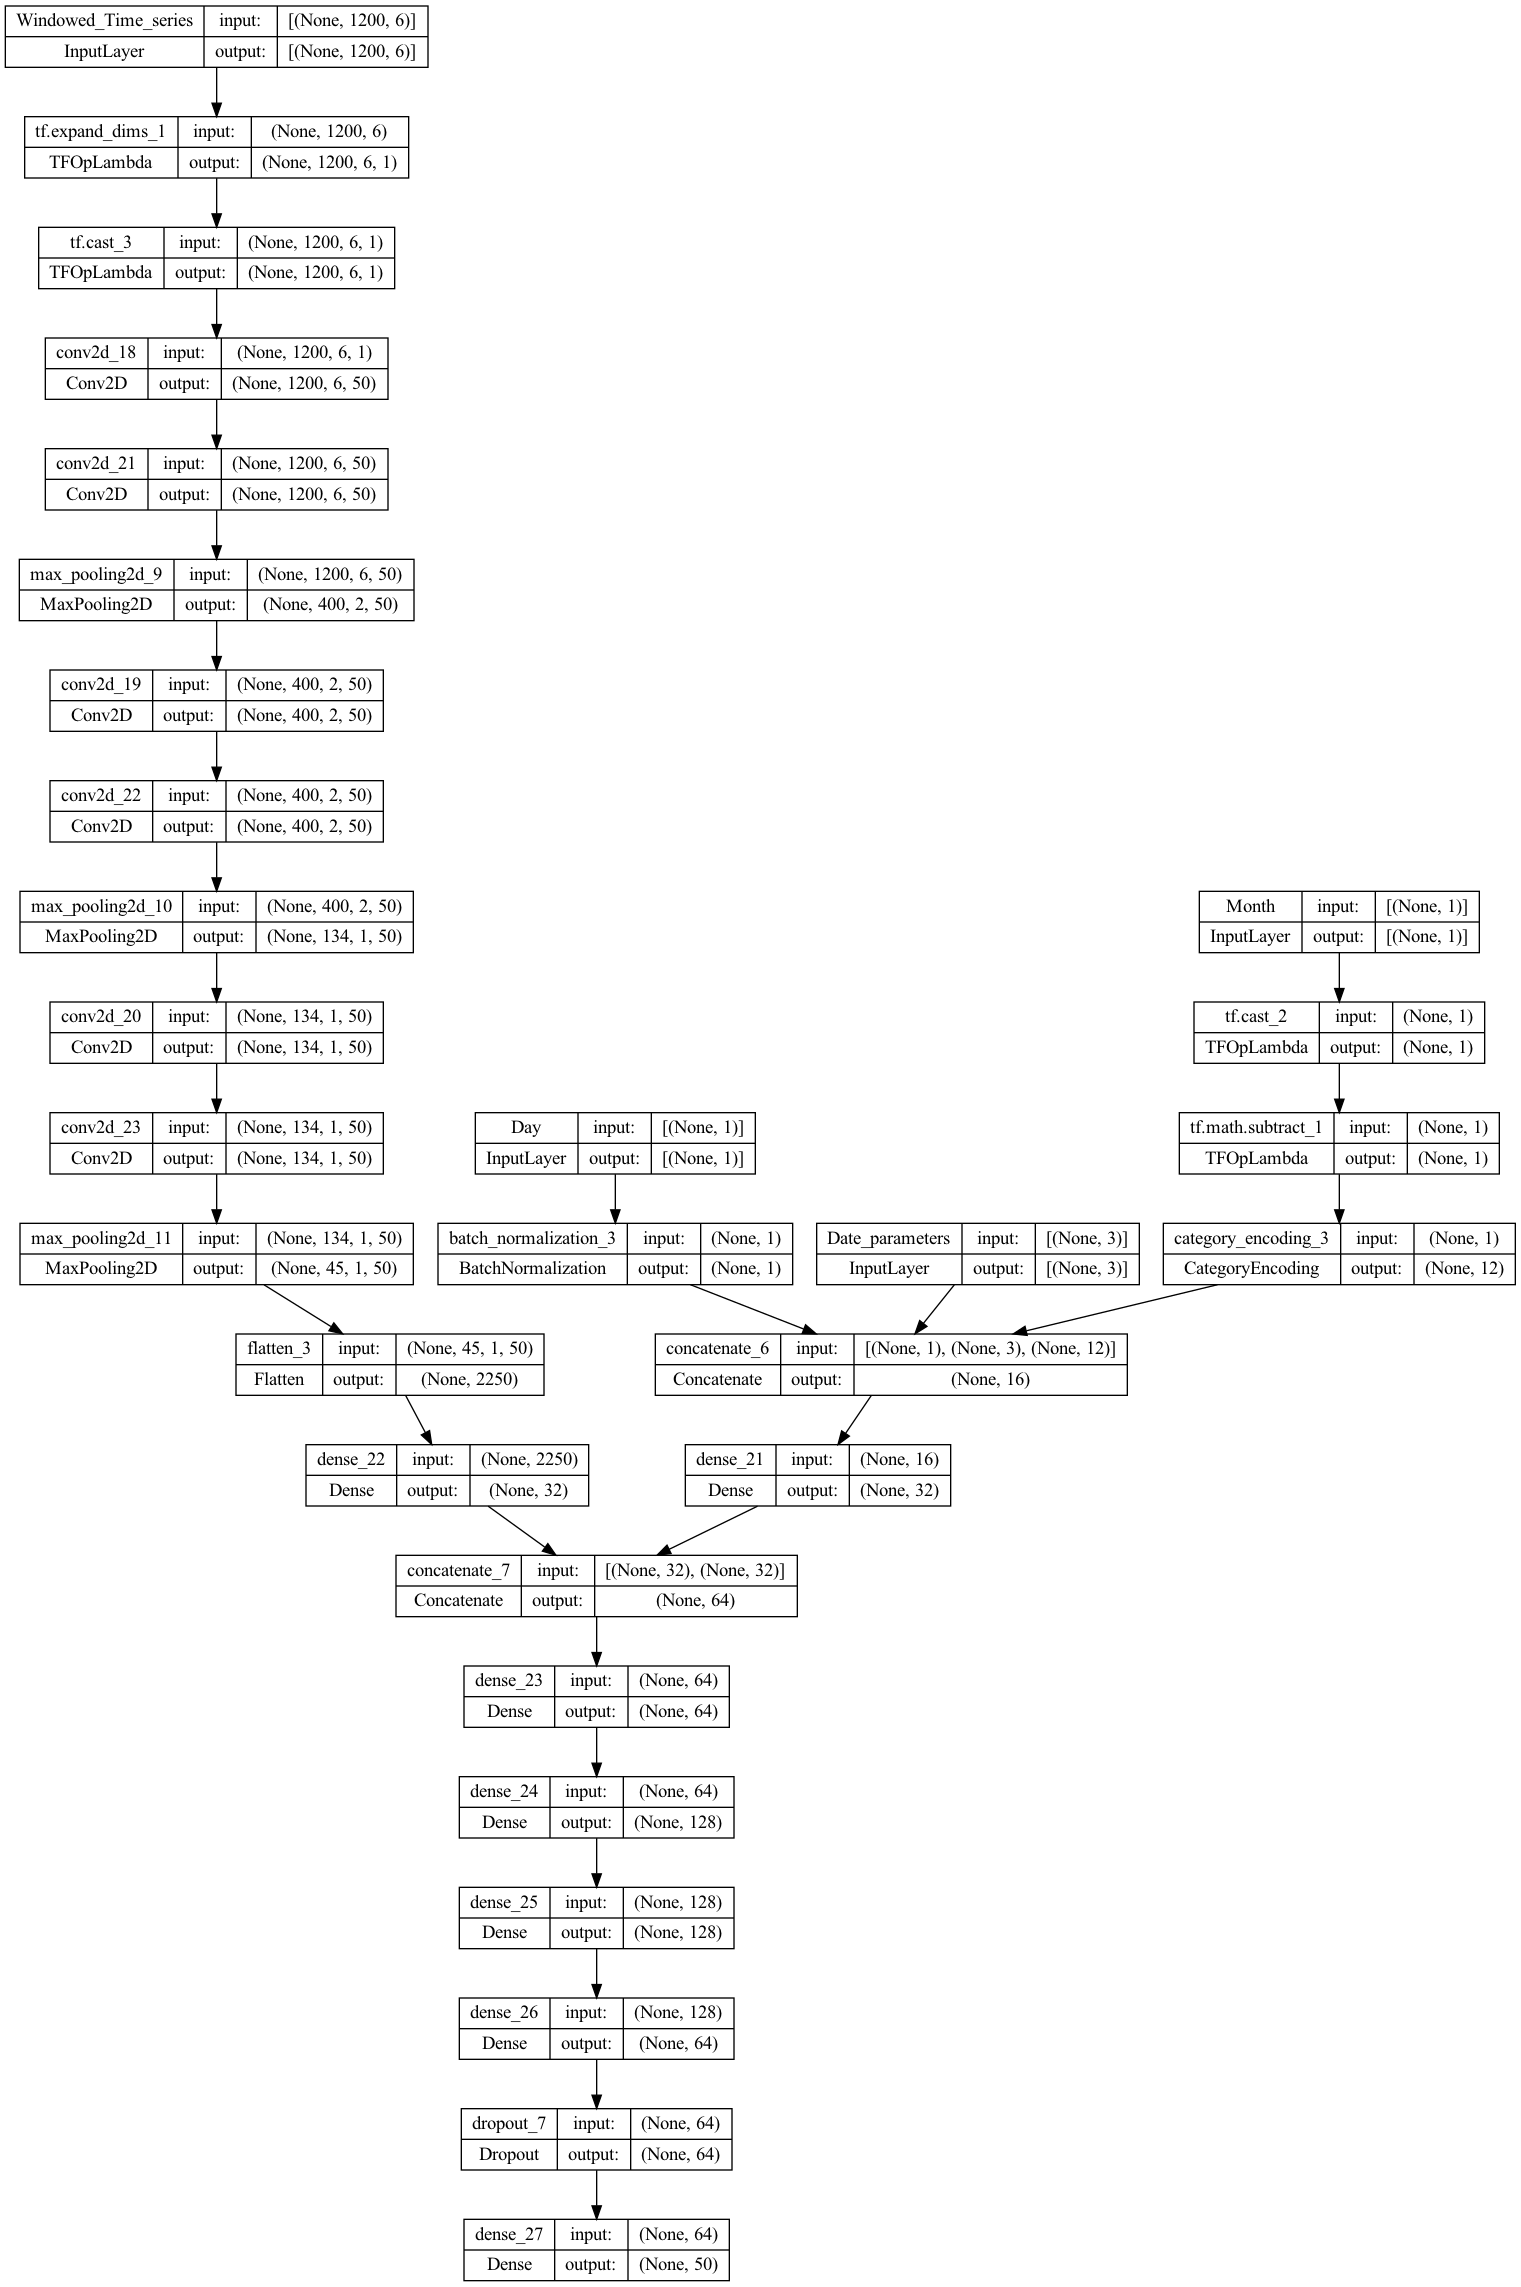 Windowed_Time_series input: [(None, 1200, 6)]
InputLayer output: [(None, 1200, 6)]
tf.expand_dims_1 input: (None, 1200, 6)
TFOpLambda output: (None, 1200, 6, 1)
tf.cast_3 input: (None, 1200, 6, 1)
TFOpLambda output: (None, 1200, 6, 1)
conv2d_18 input: (None, 1200, 6, 1)
Conv2D output: (None, 1200, 6, 50)
conv2d_21 input: (None, 1200, 6, 50)
Conv2D output: (None, 1200, 6, 50)
max_pooling2d_9 input: (None, 1200, 6, 50)
MaxPooling2D output: (None, 400, 2, 50)
conv2d_19 input: (None, 400, 2, 50)
Conv2D output: (None, 400, 2, 50)
conv2d_22 input: (None, 400, 2, 50)
Conv2D output: (None, 400, 2, 50)
max_pooling2d_10 input: (None, 400, 2, 50)
MaxPooling2D output: (None, 134, 1, 50)
Month input: [(None, 1)]
InputLayer output: [(None, 1)]
conv2d_20 input: (None, 134, 1, 50)
Conv2D output: (None, 134, 1, 50)
tf.cast_2 input: (None, 1)
TFOpLambda output: (None, 1)
conv2d_23 input: (None, 134, 1, 50)
Conv2D output: (None, 134, 1, 50)
Day input: [(None, 1)]
InputLayer output: [(None, 1)]
tf.math.subtract_1 input: (None, 1)
TFOpLambda output: (None, 1)
max_pooling2d_11 input: (None, 134, 1, 50)
MaxPooling2D output: (None, 45, 1, 50)
batch_normalization_3 input: (None, 1)
BatchNormalization output: (None, 1)
Date_parameters input: [(None, 3)]
InputLayer output: [(None, 3)]
category_encoding_3 input: (None, 1)
CategoryEncoding output: (None, 12)
flatten_3 input: (None, 45, 1, 50)
Flatten output: (None, 2250)
concatenate_6 input: [(None, 1), (None, 3), (None, 12)]
Concatenate output: (None, 16)
dense_22 input: (None, 2250)
Dense output: (None, 32)
dense_21 input: (None, 16)
Dense output: (None, 32)
concatenate_7 input: [(None, 32), (None, 32)]
Concatenate output: (None, 64)
dense_23 input: (None, 64)
Dense output: (None, 64)
dense_24 input: (None, 64)
Dense output: (None, 128)
dense_25 input: (None, 128)
Dense output: (None, 128)
dense_26 input: (None, 128)
Dense output: (None, 64)
dropout_7 input: (None, 64)
Dropout output: (None, 64)
dense_27 input: (None, 64)
Dense output: (None, 50)